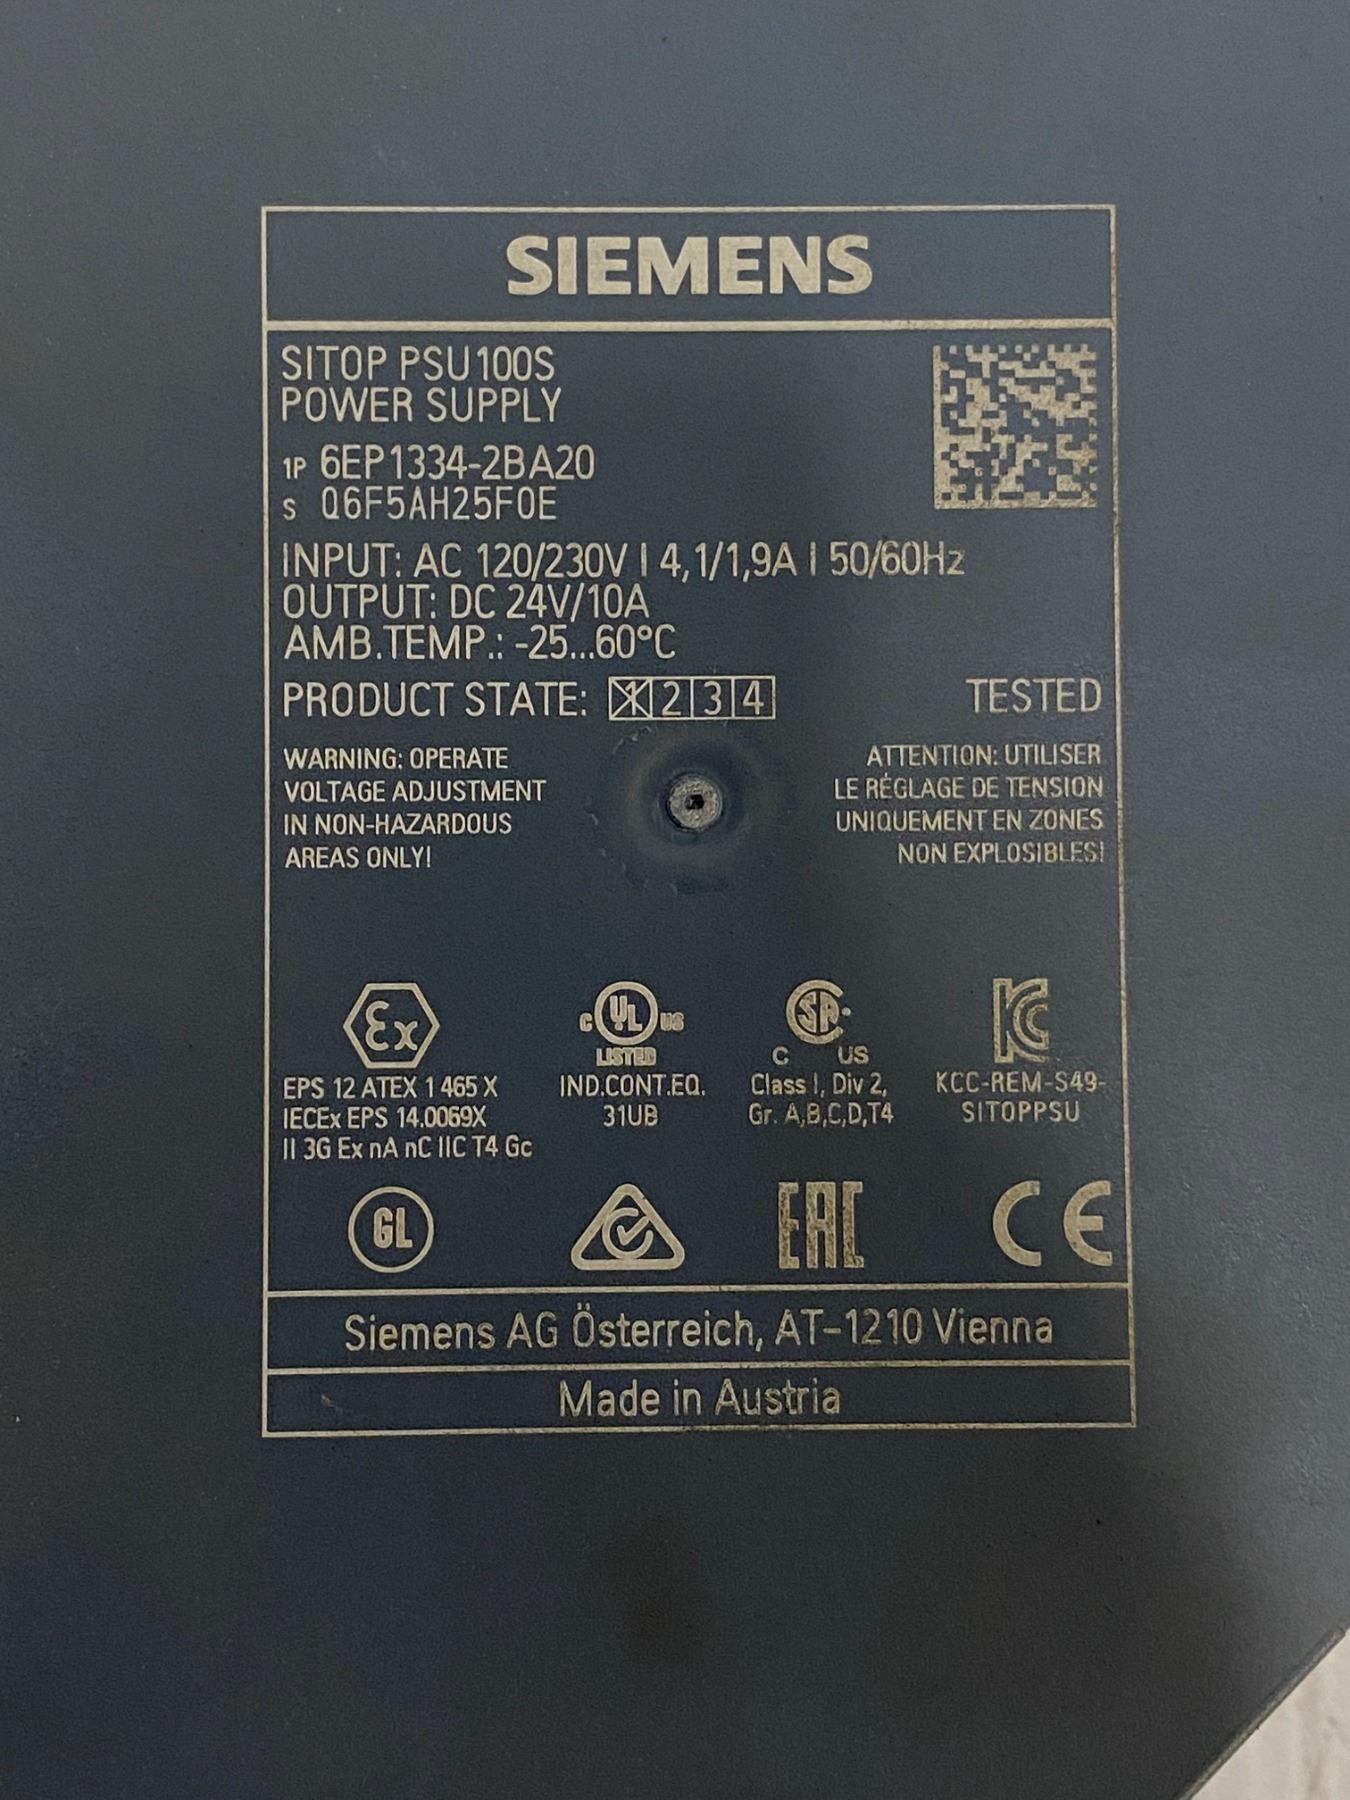 SIEMENS
SITOP PSU100S
POWER SUPPLY
1P 6EP1334-2BA20
S Q6F5AH25F0E
INPUT: AC 120/230V | 4,1/1,9A | 50/60Hz
OUTPUT: DC 24V/10A
AMB.TEMP.: -25...60°C
PRODUCT STATE: 1 2 3 4 TESTED
WARNING: OPERATE
VOLTAGE ADJUSTMENT
IN NON-HAZARDOUS
AREAS ONLY!
ATTENTION: UTILISER
LE RÉGLAGE DE TENSION
UNIQUEMENT EN ZONES
NON EXPLOSIBLES!
Ex
EPS 12 ATEX 1 465 X
IECEx EPS 14.0069X
II 3G Ex nA nC IIC T4 Gc
C UL US
LISTED
IND.CONT.EQ.
31UB
SA
C US
Class I, Div 2,
Gr. A,B,C,D,T4
KC
KCC-REM-S49-
SITOPPSU
GL
EAC
CE
Siemens AG Österreich, AT-1210 Vienna
Made in Austria